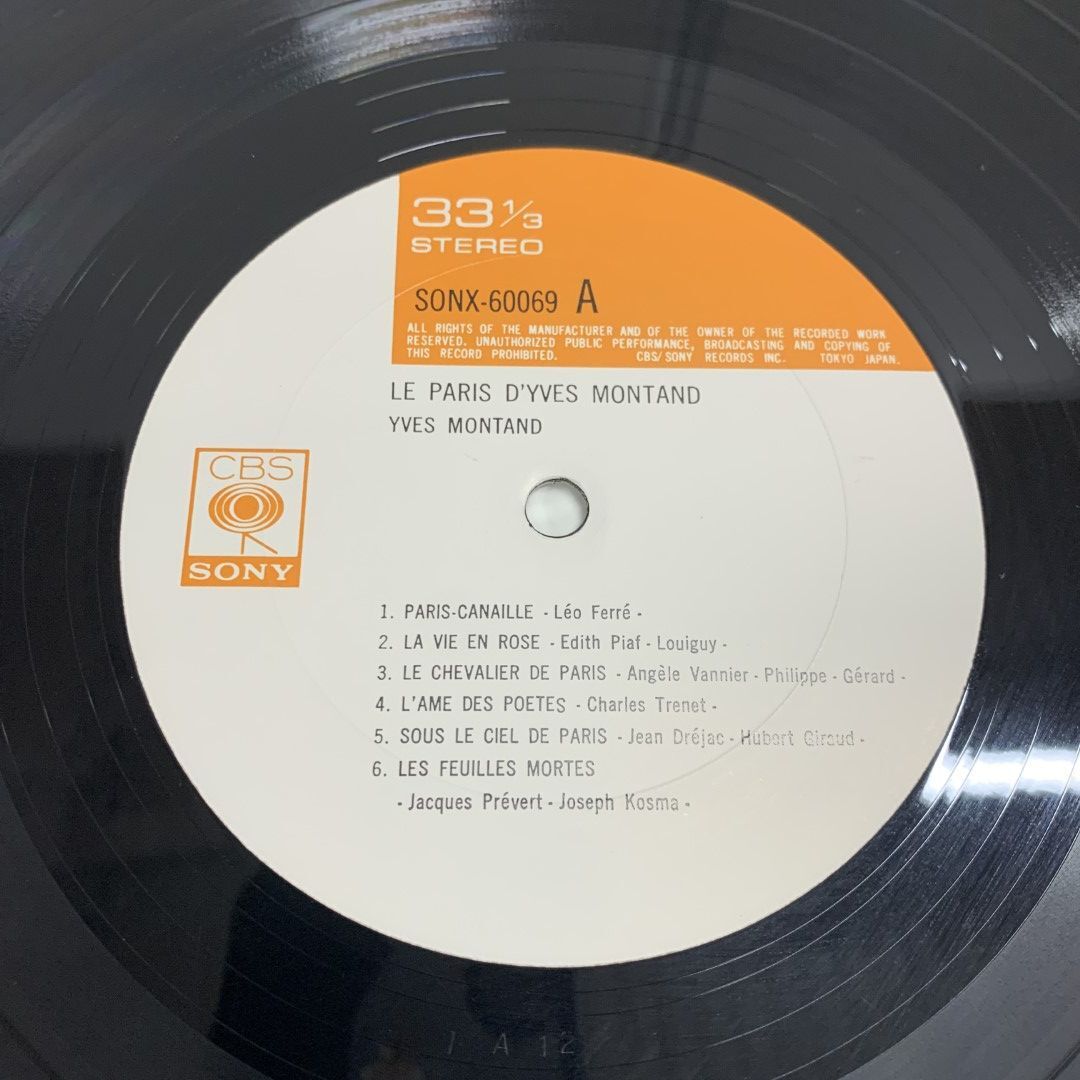 33 1/3
STEREO
SONX-60069 A
ALL RIGHTS OF THE MANUFACTURER AND OF THE OWNER OF THE RECORDED WORK
RESERVED. UNAUTHORIZED PUBLIC PERFORMANCE, BROADCASTING AND COPYING OF
THIS RECORD PROHIBITED. CBS/SONY RECORDS INC. TOKYO JAPAN.
LE PARIS D'YVES MONTAND
YVES MONTAND
CBS
SONY
1. PARIS-CANAILLE - Léo Ferré -
2. LA VIE EN ROSE - Edith Piaf - Louiguy -
3. LE CHEVALIER DE PARIS - Angèle Vannier - Philippe - Gérard -
4. L'AME DES POETES - Charles Trenet -
5. SOUS LE CIEL DE PARIS - Jean Dréjac - Hubert Giraud -
6. LES FEUILLES MORTES
- Jacques Prévert - Joseph Kosma -
1 A 12